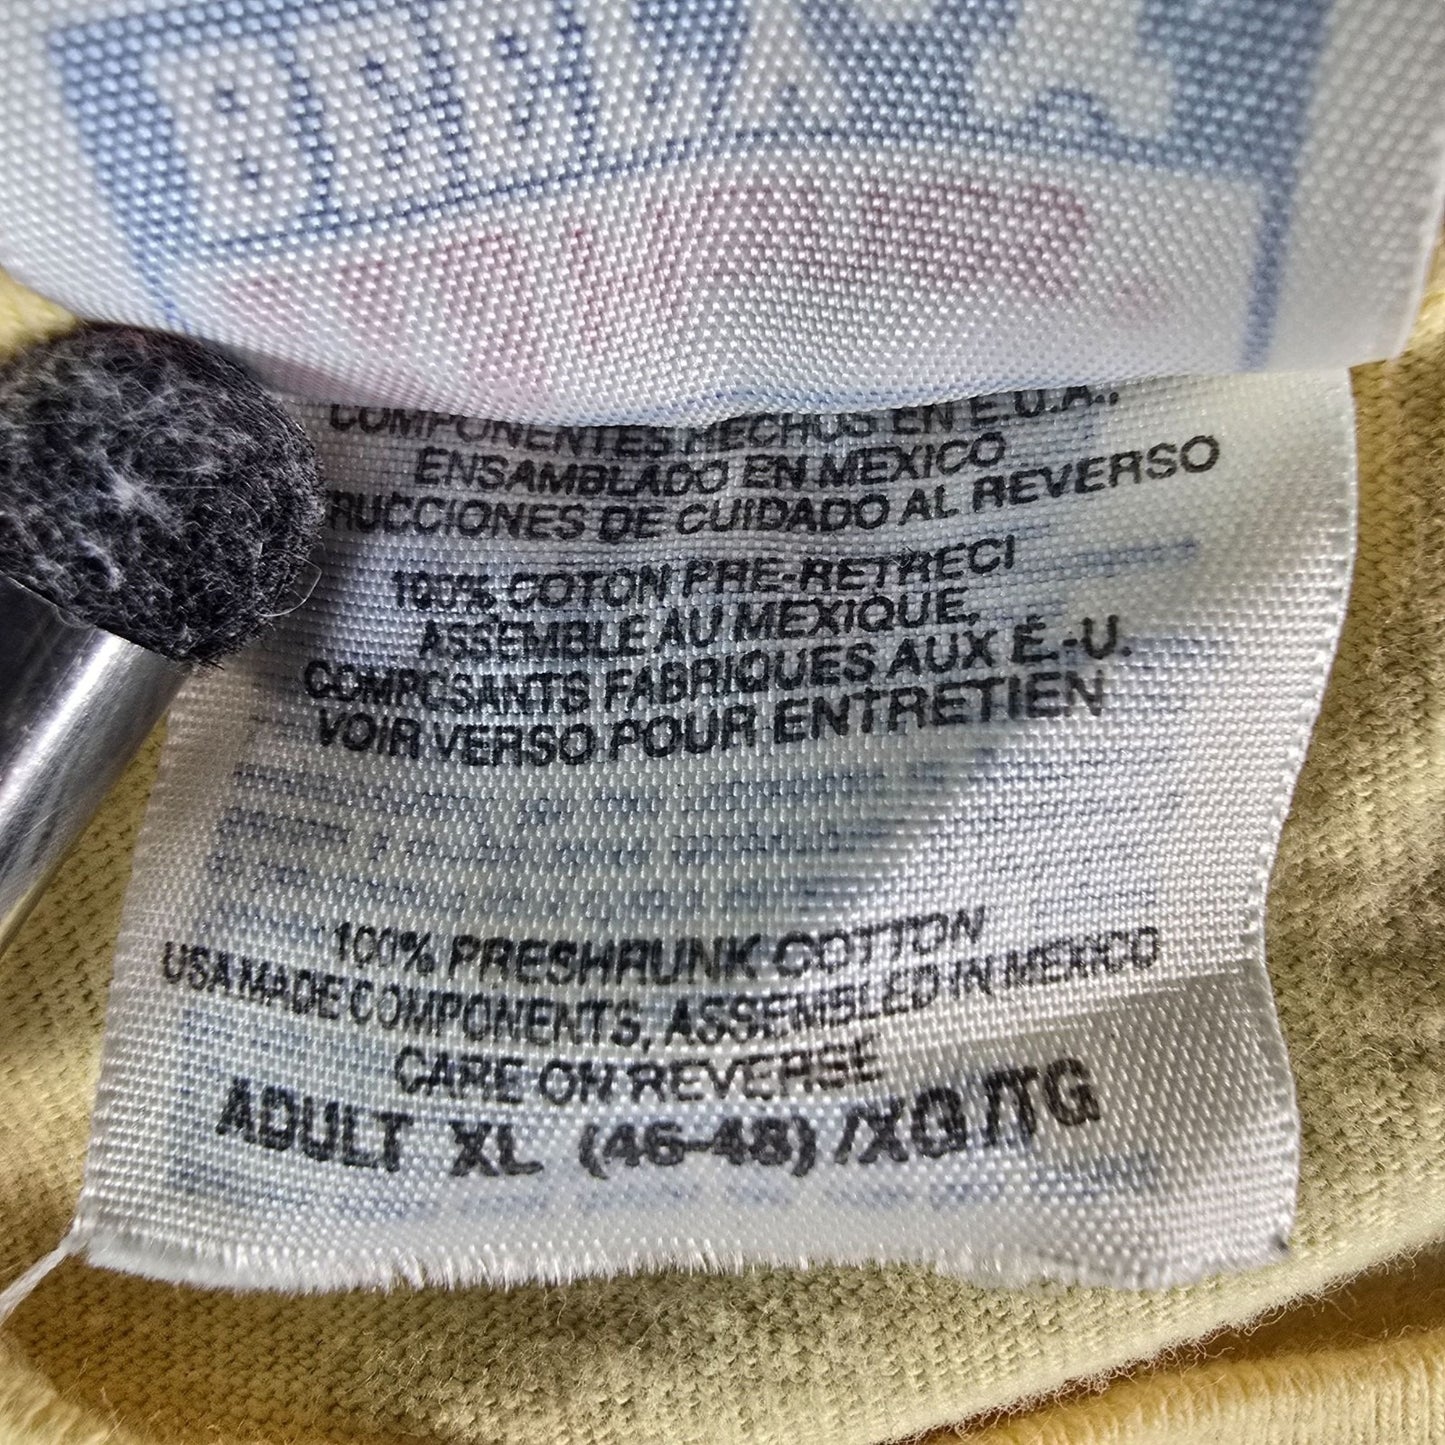 COMPONENTES HECHOS EN E.U.A.,
ENSAMBLADO EN MEXICO
RUCCIONES DE CUIDADO AL REVERSO
100% COTON PRE-RETRECI
ASSEMBLE AU MEXIQUE,
COMPOSANTS FABRIQUES AUX É.-U.
VOIR VERSO POUR ENTRETIEN
100% PRESHRUNK COTTON
USA MADE COMPONENTS, ASSEMBLED IN MEXICO
CARE ON REVERSE
ADULT XL (46-48) /XG/TG